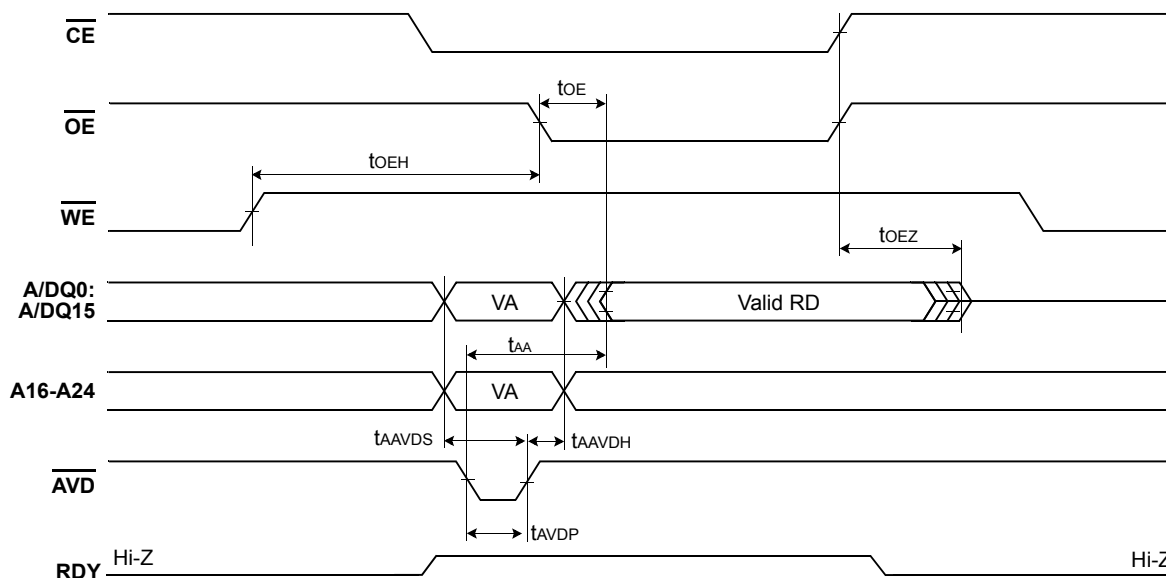 CE
tOE
OE
tOEH
WE
tOEZ
A/DQ0:
A/DQ15
VA
Valid RD
tAA
A16-A24
VA
tAAVDS
tAAVDH
AVD
tAVDP
Hi-Z
Hi-Z
RDY